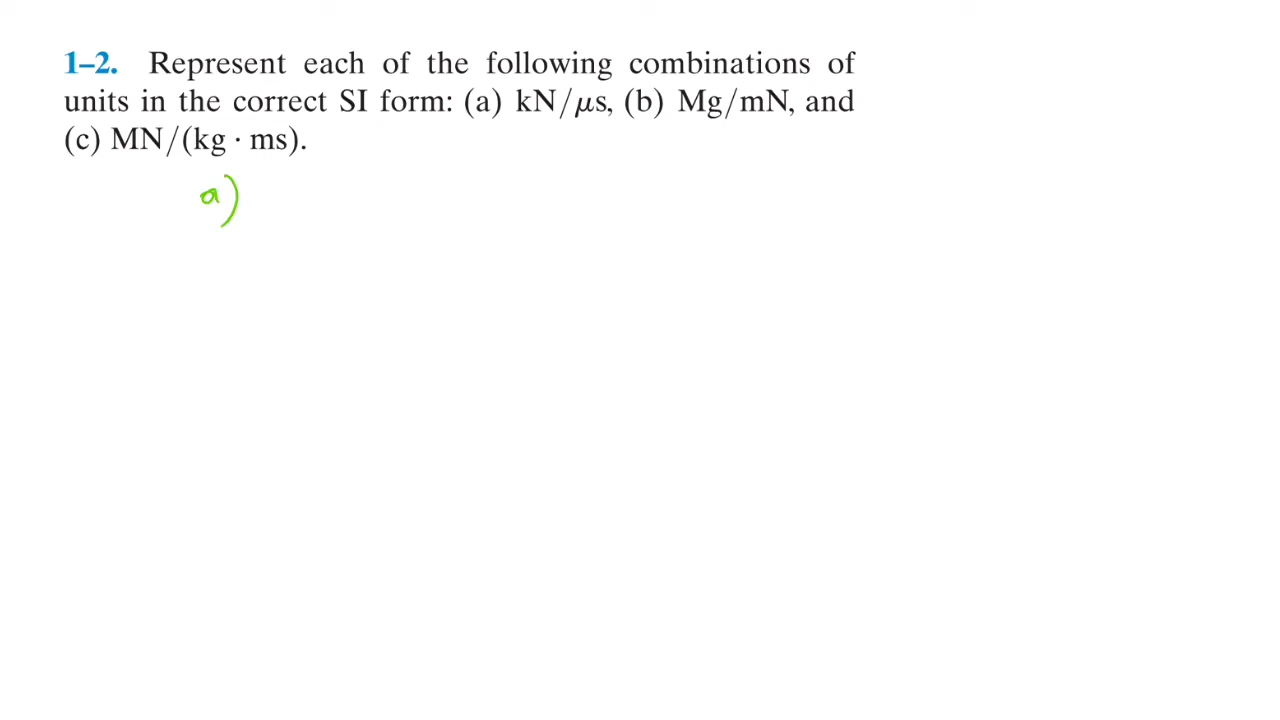 1–2. Represent each of the following combinations of
units in the correct SI form: (a) kN/μs, (b) Mg/mN, and
(c) MN/(kg · ms).
a)